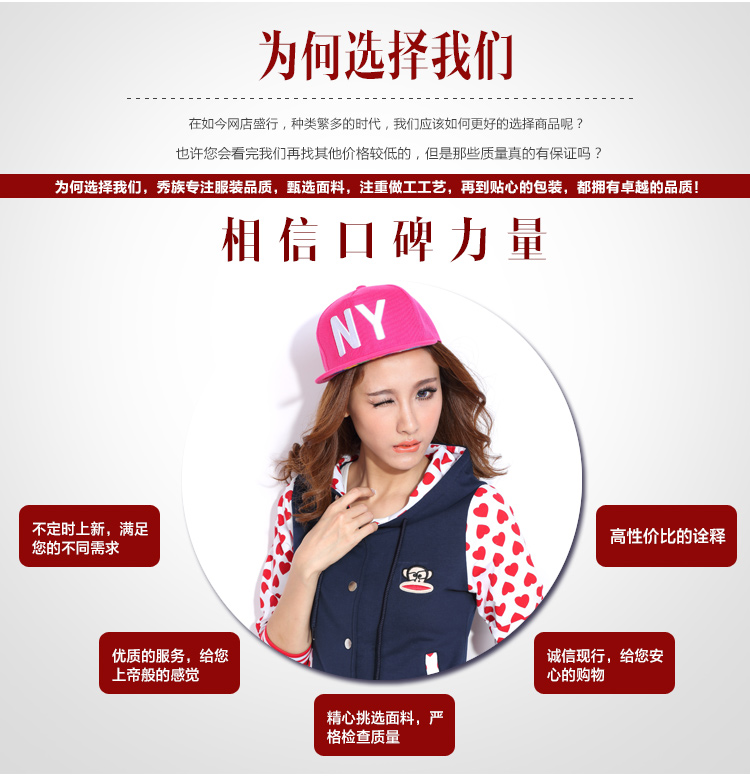 为何选择我们
在如今网店盛行，种类繁多的时代，我们应该如何更好的选择商品呢？
也许您会看完我们再找其他价格较低的，但是那些质量真的有保证吗？
为何选择我们，秀族专注服装品质，甄选面料，注重做工工艺，再到贴心的包装，都拥有卓越的品质！
相信口碑力量
NY
不定时上新，满足
您的不同需求
高性价比的诠释
优质的服务，给您
上帝般的感觉
诚信现行，给您安
心的购物
精心挑选面料，严
格检查质量